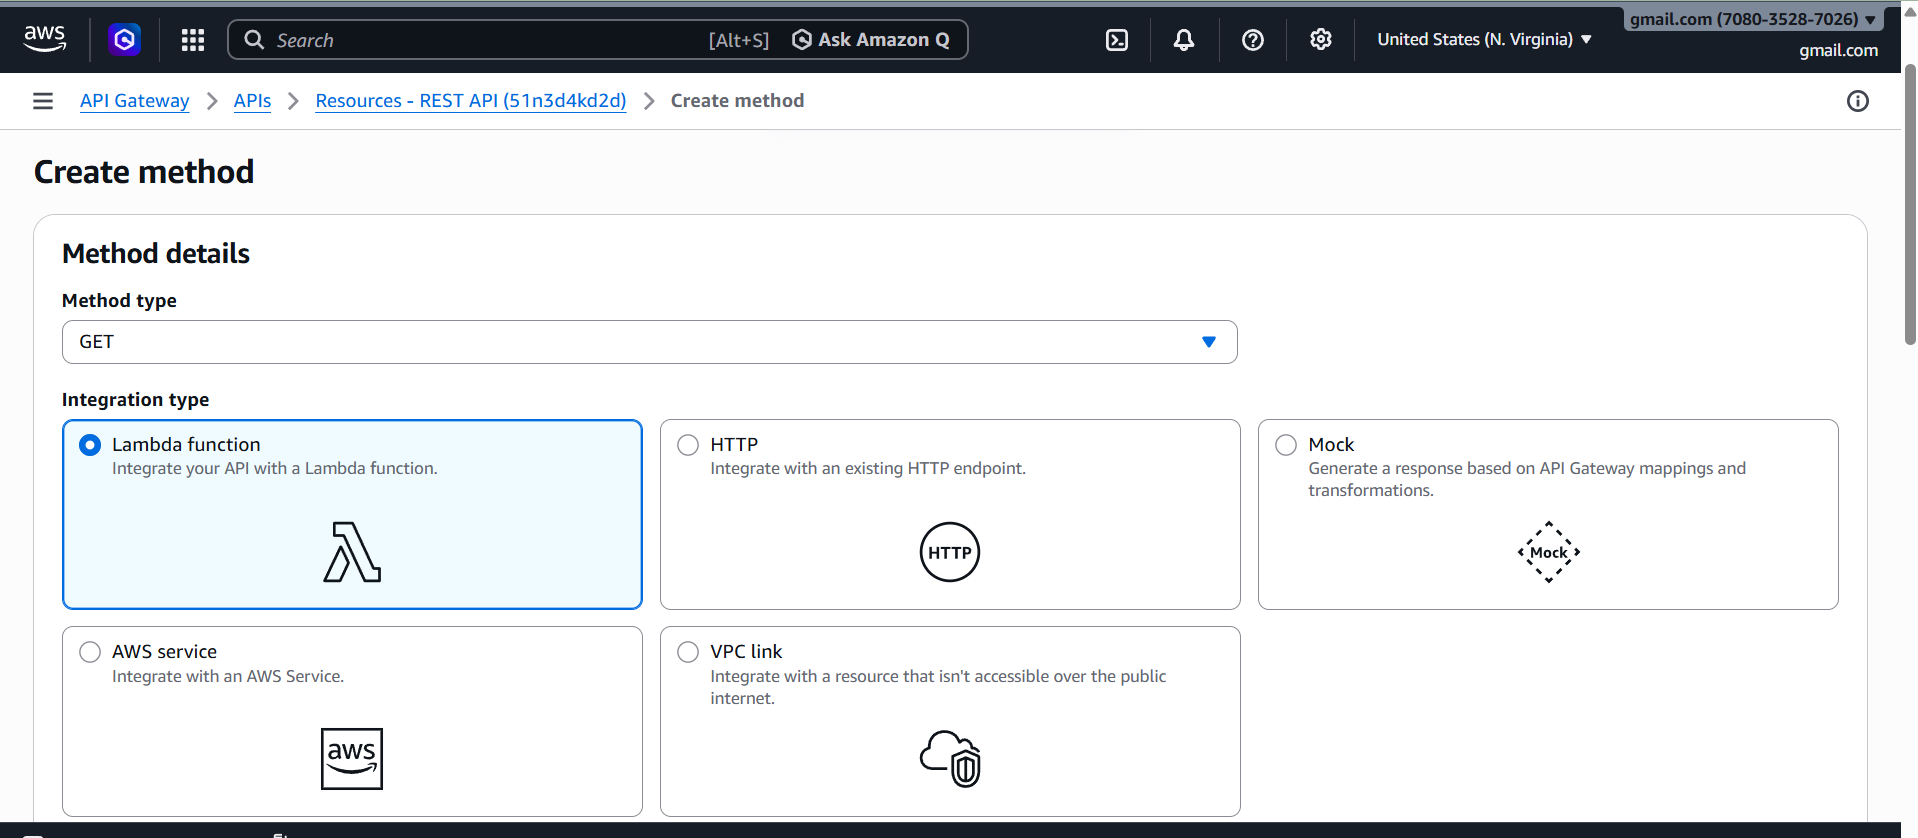 aws
Search
[Alt+S]
Ask Amazon Q
United States (N. Virginia)
gmail.com (7080-3528-7026)
gmail.com
API Gateway
APIs
Resources - REST API (51n3d4kd2d)
Create method
Create method
Method details
Method type
GET
Integration type
Lambda function
Integrate your API with a Lambda function.
HTTP
Integrate with an existing HTTP endpoint.
HTTP
Mock
Generate a response based on API Gateway mappings and
transformations.
Mock
AWS service
Integrate with an AWS Service.
aws
VPC link
Integrate with a resource that isn't accessible over the public
internet.